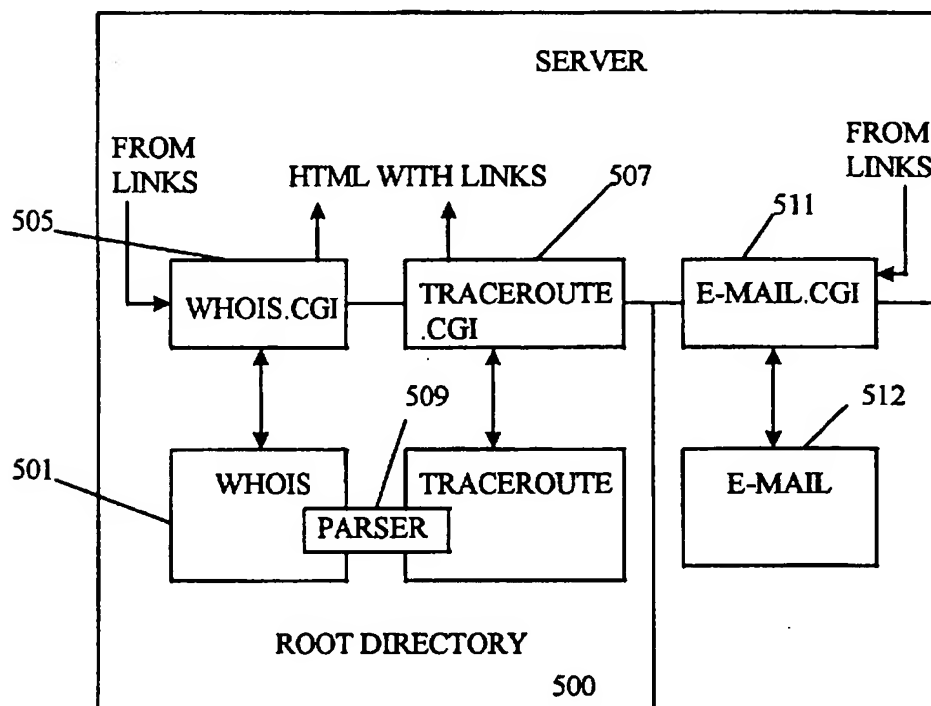 SERVER
FROM
LINKS
HTML WITH LINKS
507
FROM
LINKS
505
511
WHOIS.CGI
TRACEROUTE
.CGI
E-MAIL.CGI
509
512
501
WHOIS
TRACEROUTE
E-MAIL
PARSER
ROOT DIRECTORY
500